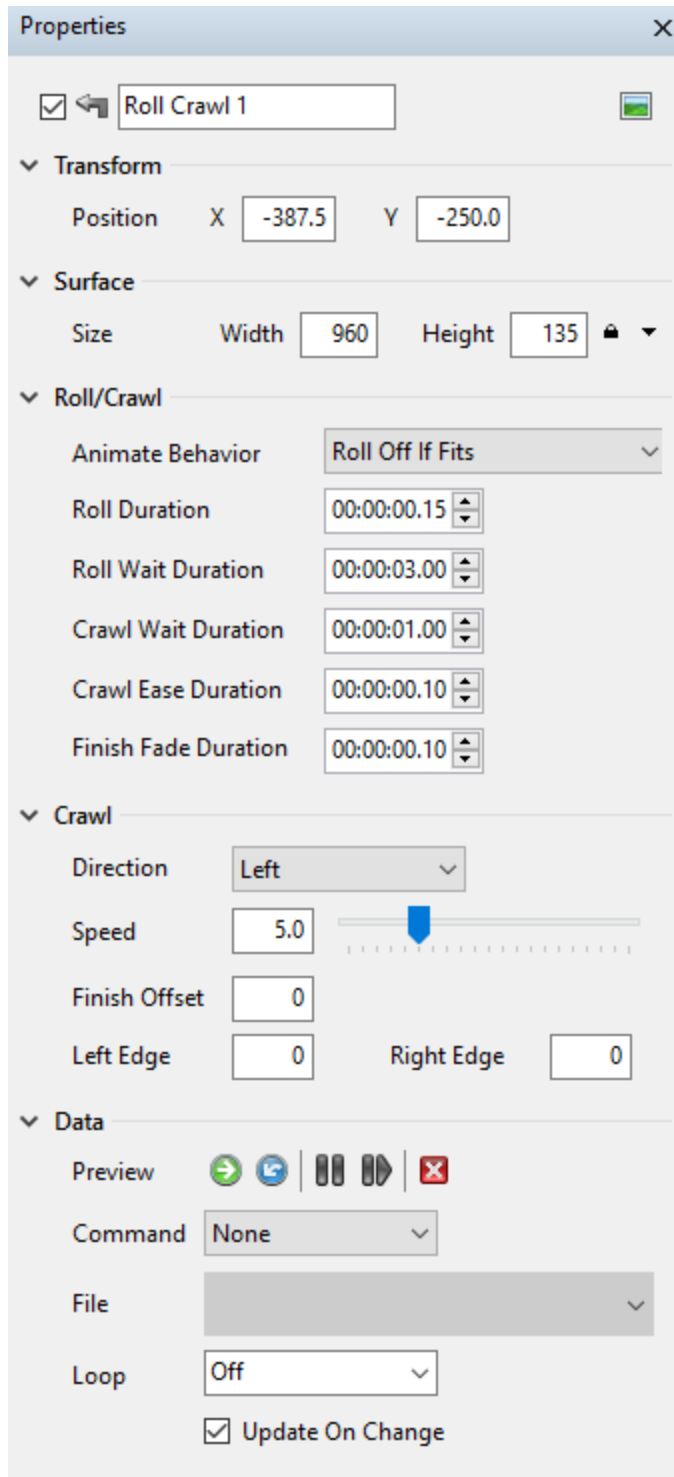 Properties
Roll Crawl 1
Transform
Position X -387.5 Y -250.0
Surface
Size Width 960 Height 135
Roll/Crawl
Animate Behavior Roll Off If Fits
Roll Duration 00:00:00.15
Roll Wait Duration 00:00:03.00
Crawl Wait Duration 00:00:01.00
Crawl Ease Duration 00:00:00.10
Finish Fade Duration 00:00:00.10
Crawl
Direction Left
Speed 5.0
Finish Offset 0
Left Edge 0 Right Edge 0
Data
Preview
Command None
File
Loop Off
Update On Change